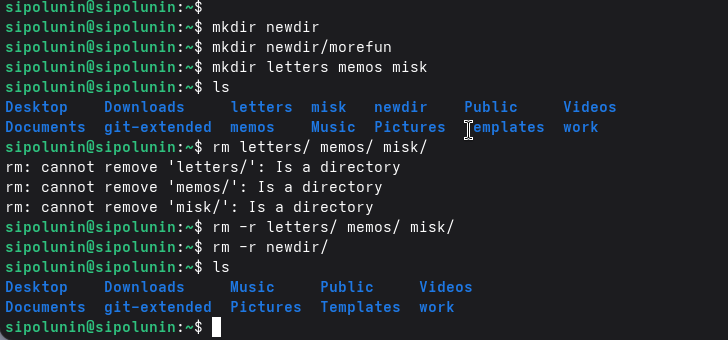 sipolunin@sipolunin:~$
sipolunin@sipolunin:~$ mkdir newdir
sipolunin@sipolunin:~$ mkdir newdir/morefun
sipolunin@sipolunin:~$ mkdir letters memos misk
sipolunin@sipolunin:~$ ls
Desktop Downloads letters misk newdir Public Videos
Documents git-extended memos Music Pictures Templates work
sipolunin@sipolunin:~$ rm letters/ memos/ misk/
rm: cannot remove 'letters/': Is a directory
rm: cannot remove 'memos/': Is a directory
rm: cannot remove 'misk/': Is a directory
sipolunin@sipolunin:~$ rm -r letters/ memos/ misk/
sipolunin@sipolunin:~$ rm -r newdir/
sipolunin@sipolunin:~$ ls
Desktop Downloads Music Public Videos
Documents git-extended Pictures Templates work
sipolunin@sipolunin:~$